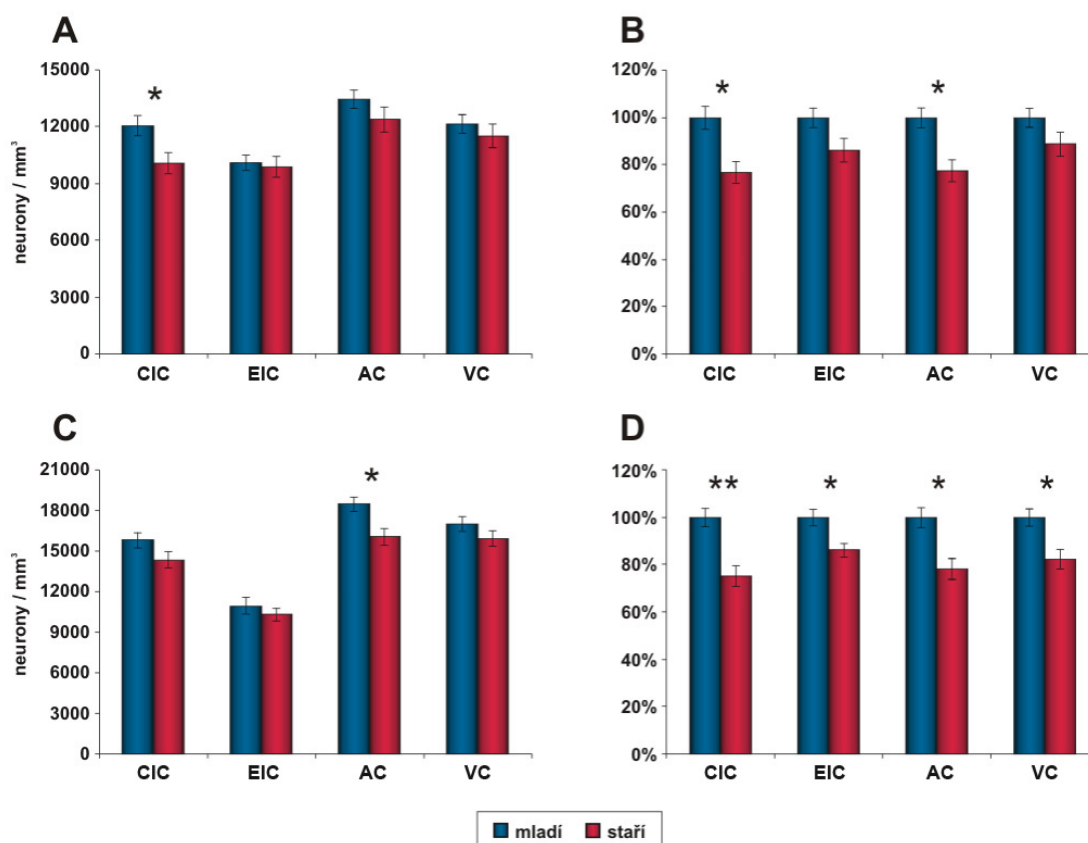 A
15000
12000
9000
6000
3000
0
neurony / mm³
*
CIC EIC AC VC
B
120%
100%
80%
60%
40%
20%
0%
* *
CIC EIC AC VC
C
21000
18000
15000
12000
9000
6000
3000
0
neurony / mm³
*
CIC EIC AC VC
D
120%
100%
80%
60%
40%
20%
0%
** * * *
CIC EIC AC VC
mladí staří